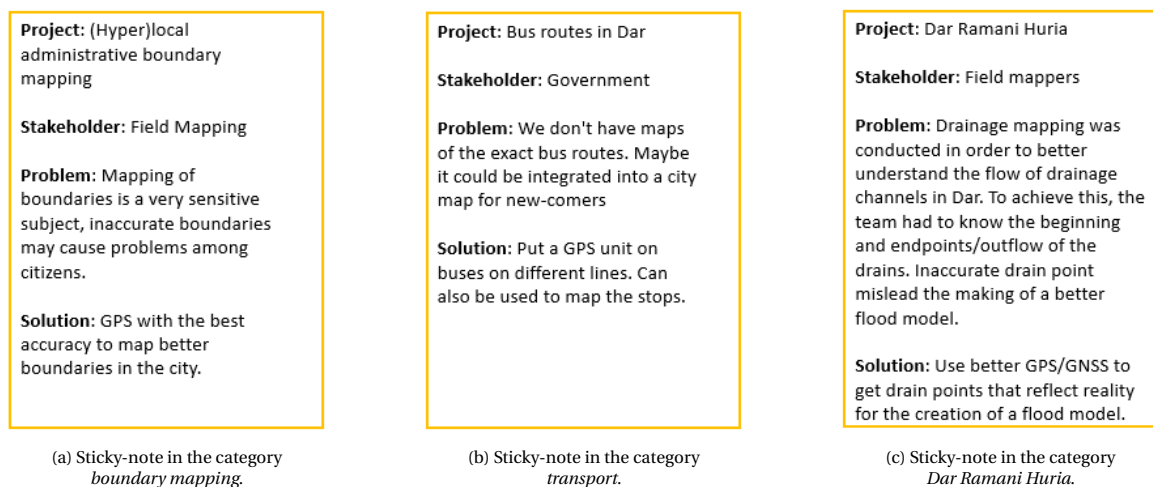 Project: (Hyper)local
administrative boundary
mapping
Stakeholder: Field Mapping
Problem: Mapping of
boundaries is a very sensitive
subject, inaccurate boundaries
may cause problems among
citizens.
Solution: GPS with the best
accuracy to map better
boundaries in the city.
(a) Sticky-note in the category
boundary mapping.
Project: Bus routes in Dar
Stakeholder: Government
Problem: We don't have maps
of the exact bus routes. Maybe
it could be integrated into a city
map for new-comers
Solution: Put a GPS unit on
buses on different lines. Can
also be used to map the stops.
(b) Sticky-note in the category
transport.
Project: Dar Ramani Huria
Stakeholder: Field mappers
Problem: Drainage mapping was
conducted in order to better
understand the flow of drainage
channels in Dar. To achieve this, the
team had to know the beginning
and endpoints/outflow of the
drains. Inaccurate drain point
mislead the making of a better
flood model.
Solution: Use better GPS/GNSS to
get drain points that reflect reality
for the creation of a flood model.
(c) Sticky-note in the category
Dar Ramani Huria.